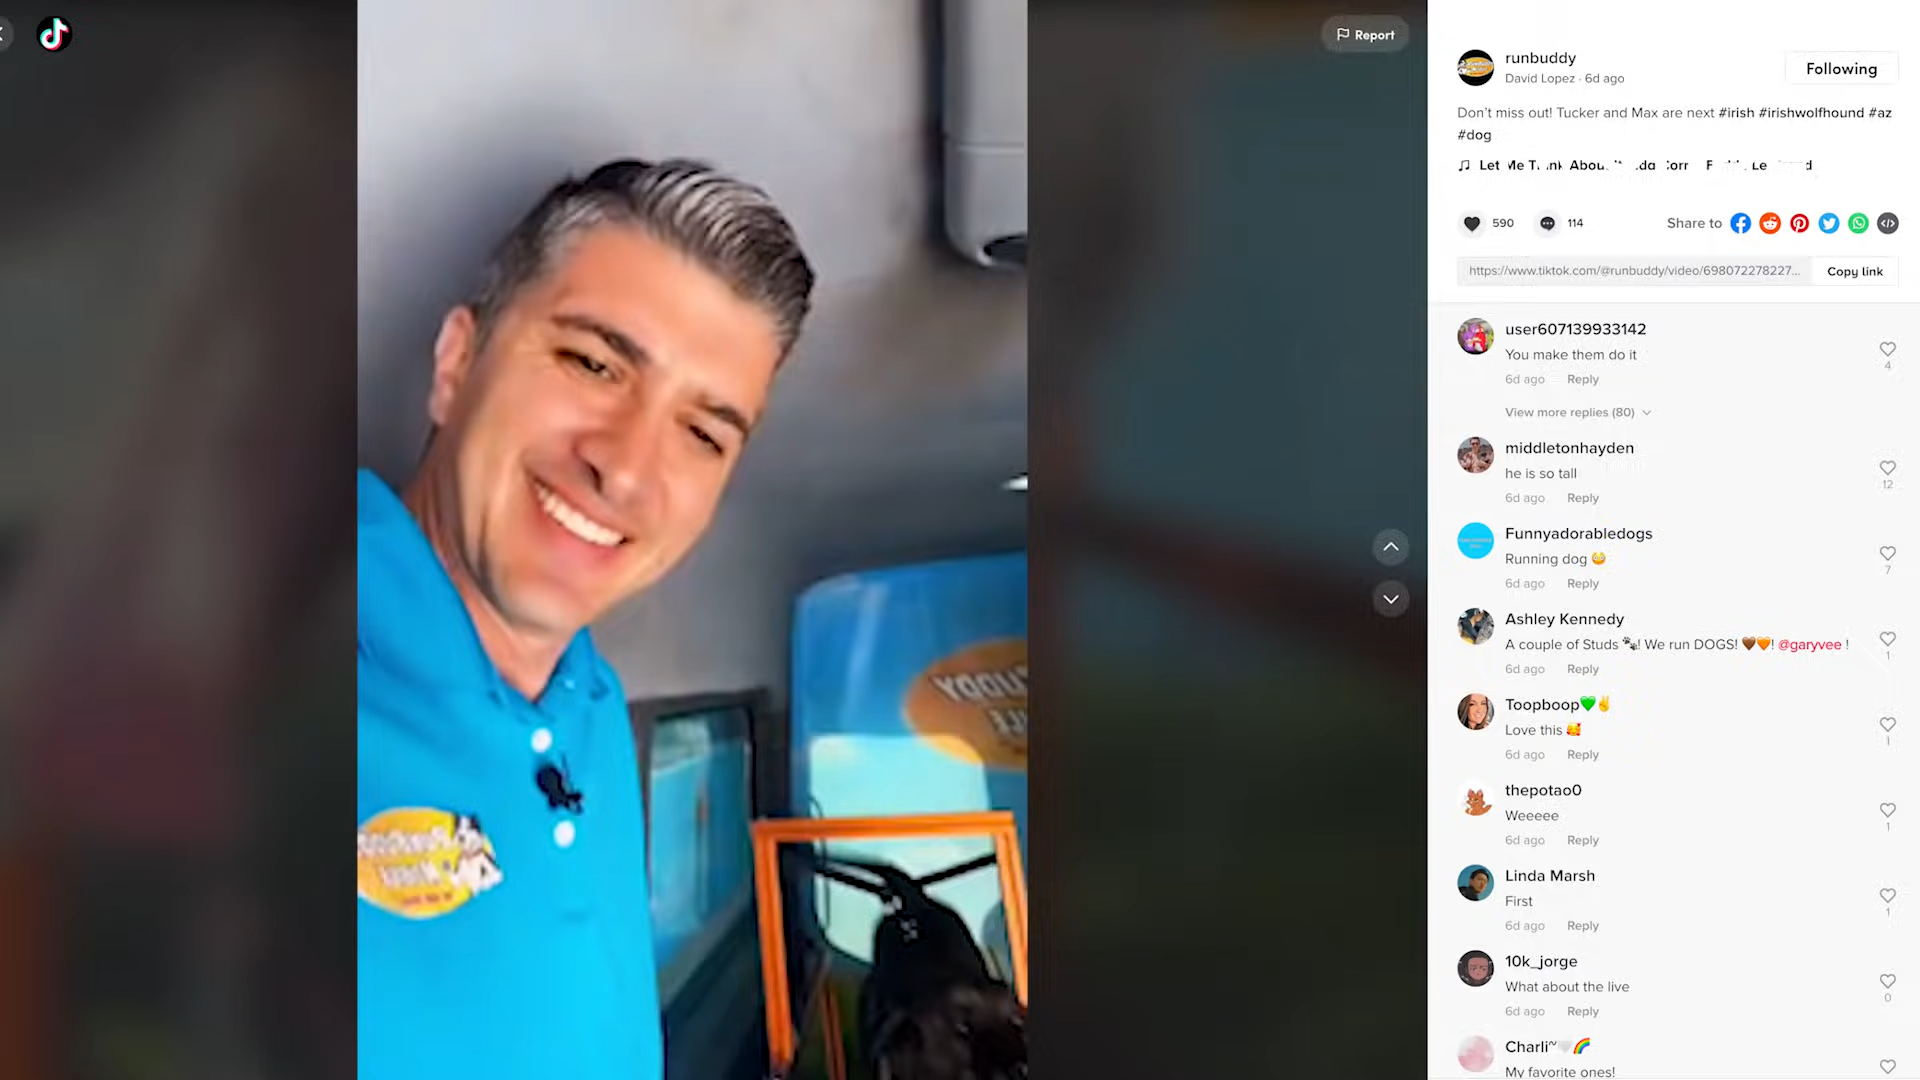 Report
runbuddy
David Lopez · 6d ago
Following
Don't miss out! Tucker and Max are next #irish #irishwolfhound #az
#dog
Let Me Abou
590
114
Share to
https://www.tiktok.com/@runbuddy/video/698072278227...
Copy link
user607139933142
You make them do it
4
6d ago Reply
View more replies (80)
middletonhayden
he is so tall
12
6d ago Reply
Funnyadorabledogs
Running dog 😳
7
6d ago Reply
Ashley Kennedy
A couple of Studs 🐾! We run DOGS! 🤎🧡! @garyvee !
1
6d ago Reply
Toopboop💚✌
Love this 🥰
1
6d ago Reply
thepotao0
Weeeee
1
6d ago Reply
Linda Marsh
First
1
6d ago Reply
10k_jorge
What about the live
0
6d ago Reply
Charli~🤍🌈
My favorite ones!